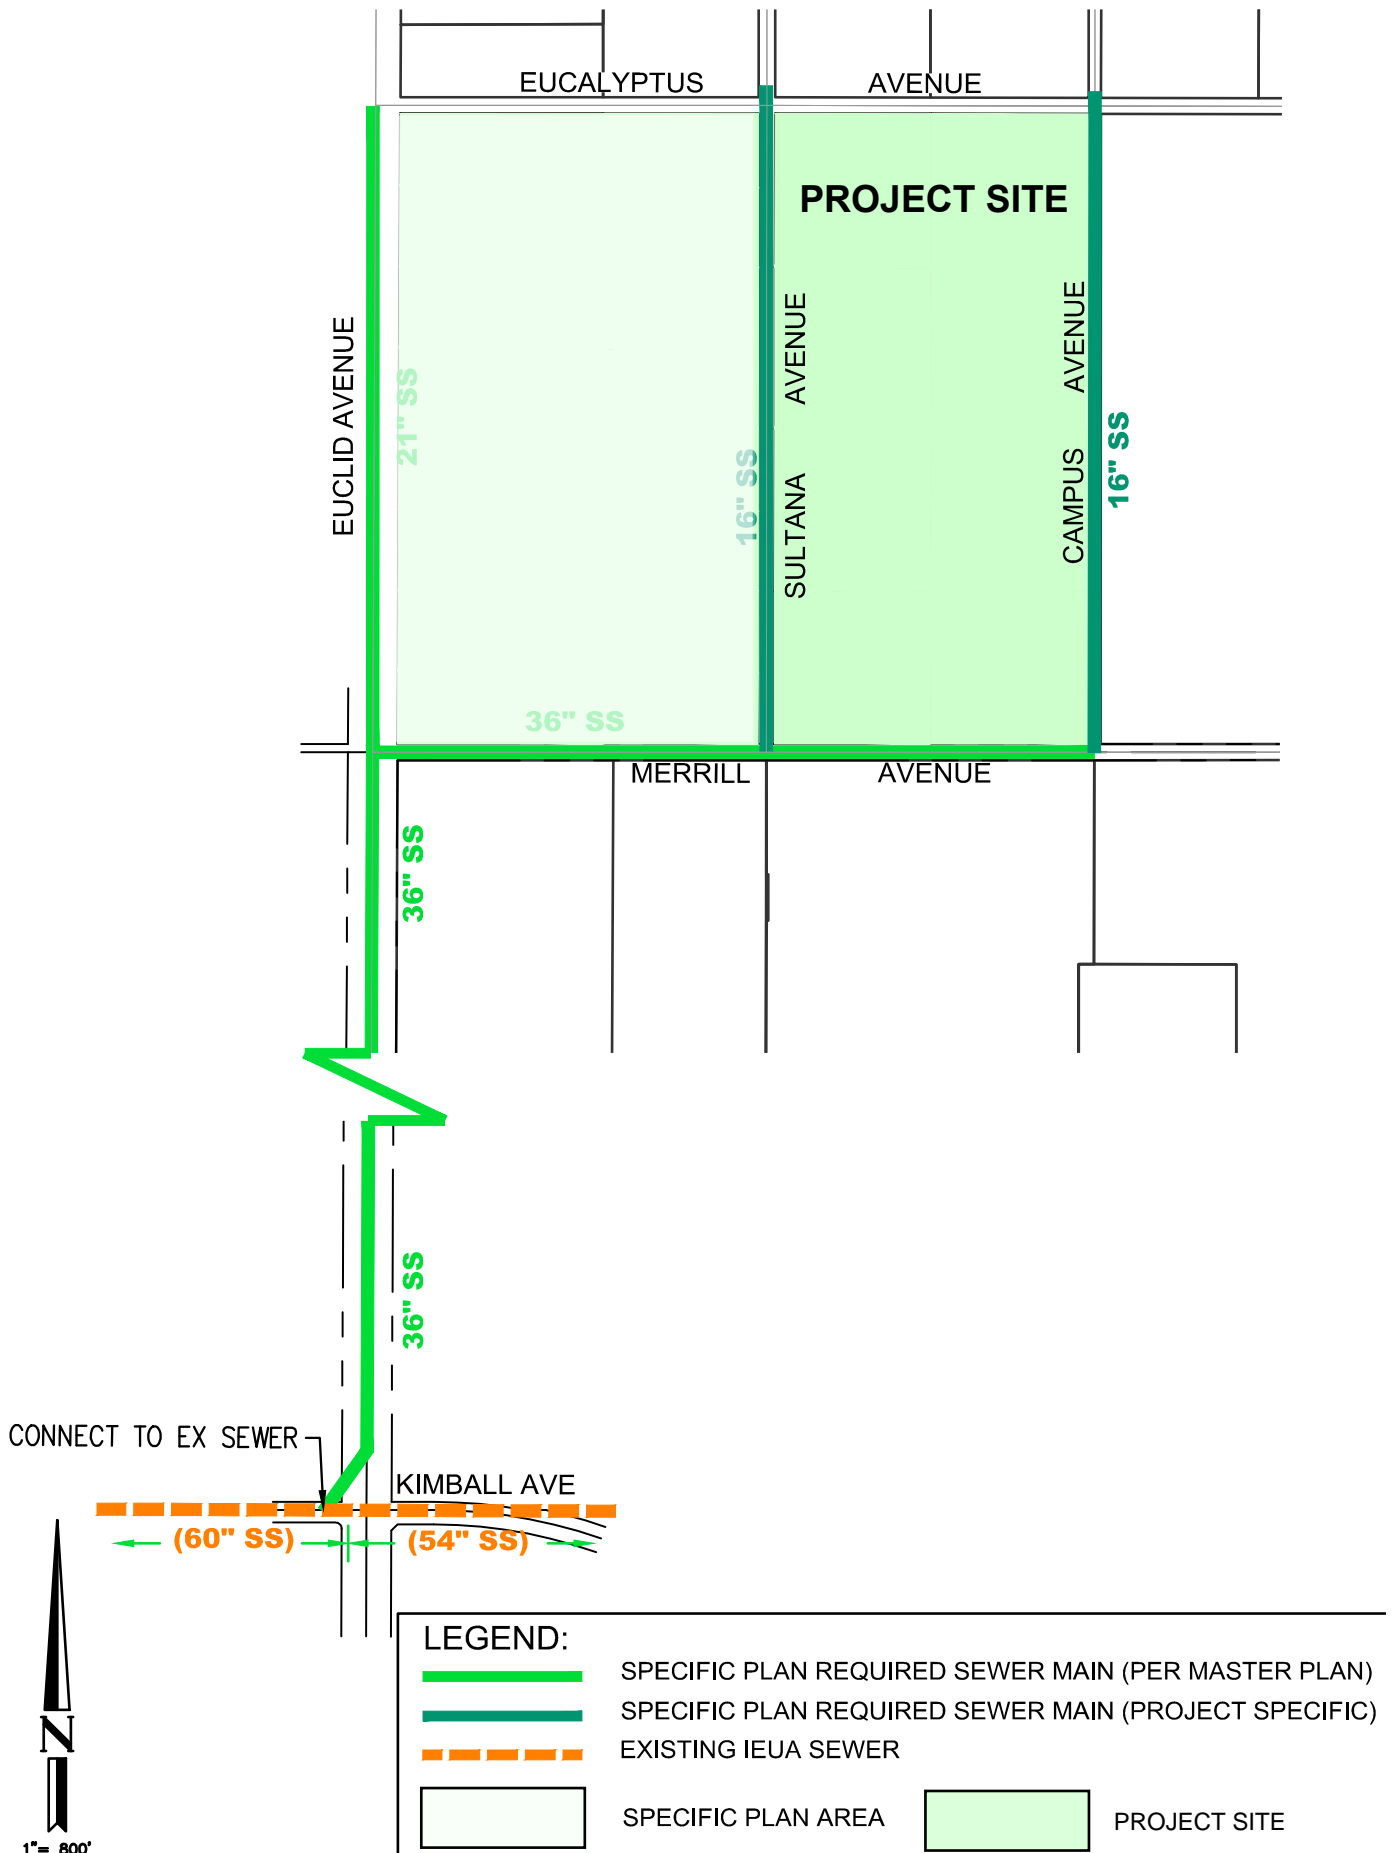 EUCALYPTUS AVENUE
PROJECT SITE
EUCLID AVENUE
21" SS
16" SS
SULTANA AVENUE
CAMPUS AVENUE
16" SS
36" SS
MERRILL AVENUE
36" SS
36" SS
CONNECT TO EX SEWER
KIMBALL AVE
(60" SS)
(54" SS)
N
1"= 800'
LEGEND:
SPECIFIC PLAN REQUIRED SEWER MAIN (PER MASTER PLAN)
SPECIFIC PLAN REQUIRED SEWER MAIN (PROJECT SPECIFIC)
EXISTING IEUA SEWER
SPECIFIC PLAN AREA
PROJECT SITE